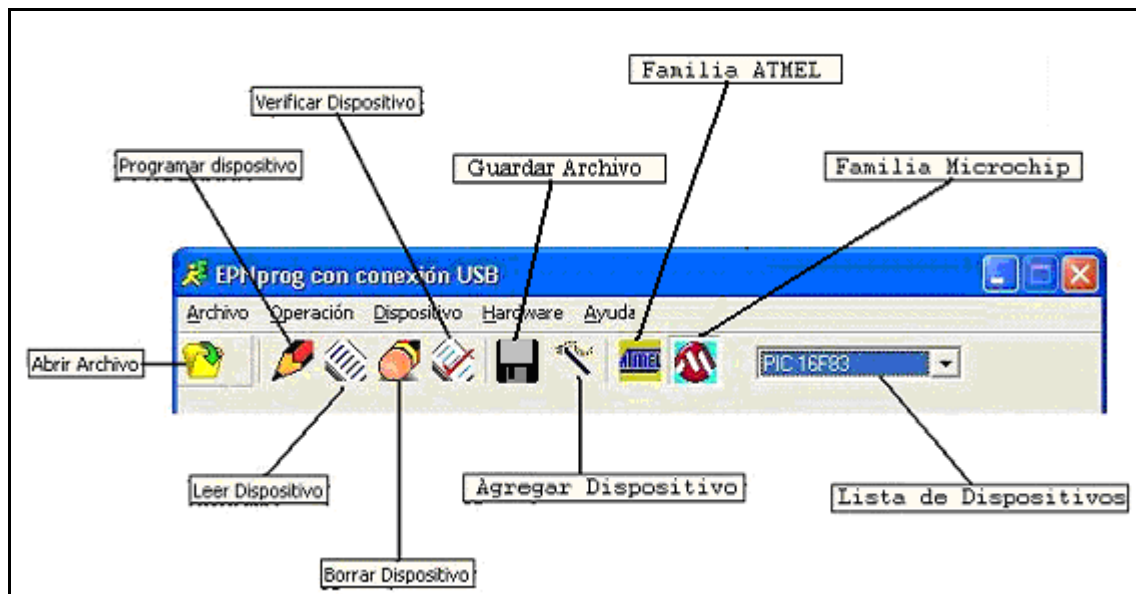 Familia ATMEL
Verificar Dispositivo
Programar dispositivo
Guardar Archivo
Familia Microchip
EPNprog con conexión USB
Archivo Operación Dispositivo Hardware Ayuda
Abrir Archivo
ATMEL
PIC 16F83
Leer Dispositivo
Agregar Dispositivo
Lista de Dispositivos
Borrar Dispositivo